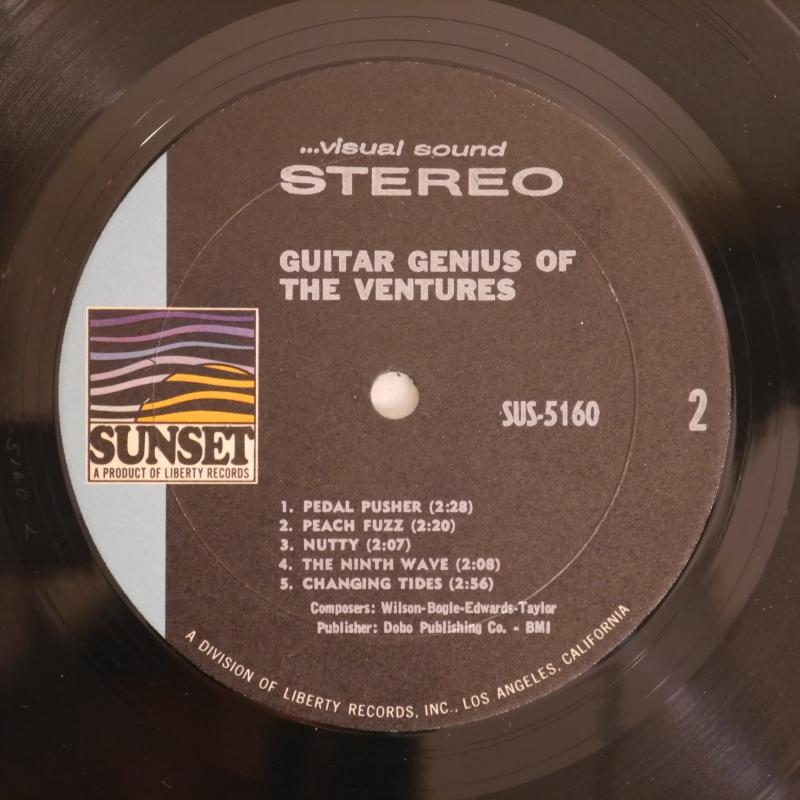 ...visual sound
STEREO
GUITAR GENIUS OF
THE VENTURES
SUS-5160
2
SUNSET
A PRODUCT OF LIBERTY RECORDS
1. PEDAL PUSHER (2:28)
2. PEACH FUZZ (2:20)
3. NUTTY (2:07)
4. THE NINTH WAVE (2:08)
5. CHANGING TIDES (2:56)
Composers: Wilson-Bogle-Edwards-Taylor
Publisher: Dobo Publishing Co. - BMI
A DIVISION OF LIBERTY RECORDS, INC., LOS ANGELES, CALIFORNIA
5160 2